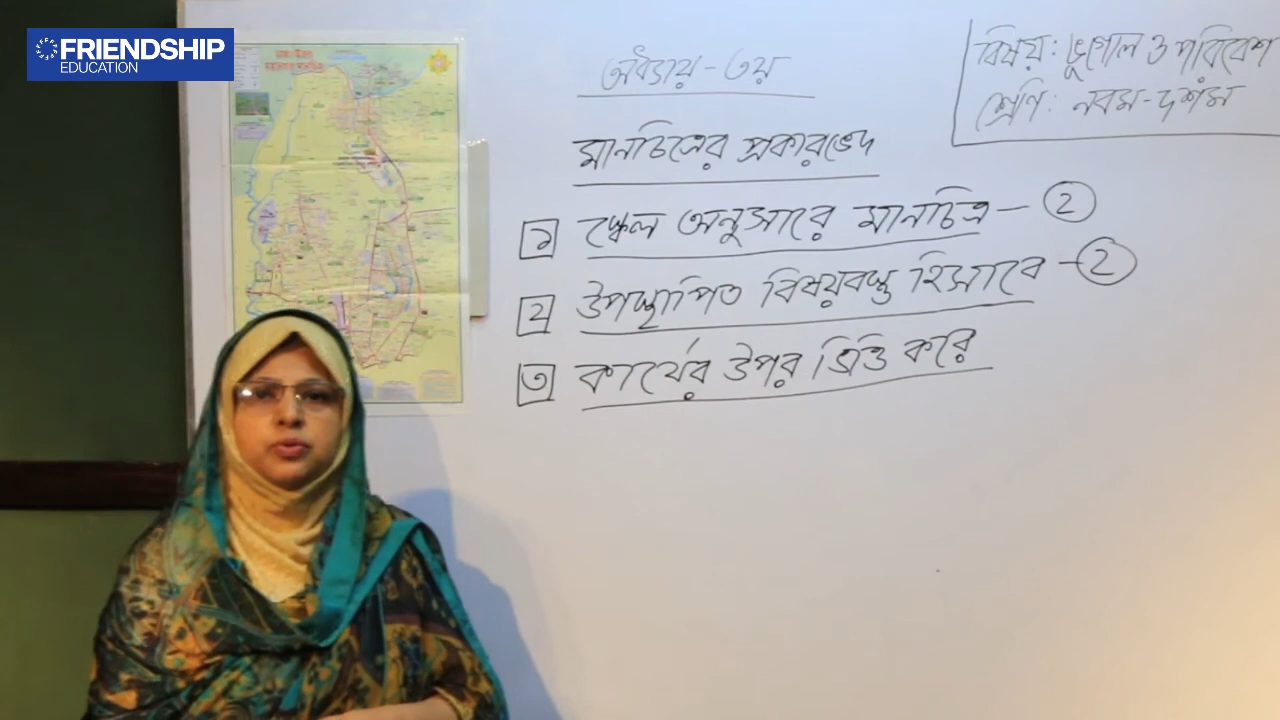 FRIENDSHIP
EDUCATION
বিষয়: ভূগোল ও পরিবেশ
শ্রেণি: নবম-দশম
অধ্যায়-৩য়
মানচিত্রের প্রকারভেদ
১ স্কেল অনুসারে মানচিত্র- ২
২ উপস্থাপিত বিষয়বস্তু হিসাবে -২
৩ কার্যের উপর ভিত্তি করে